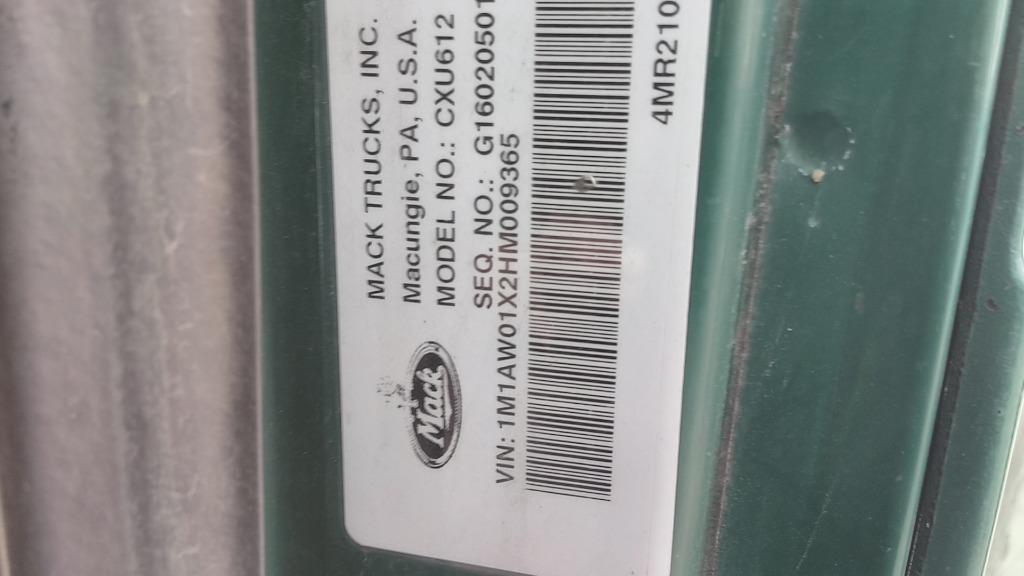 Mack
MACK TRUCKS, INC.
Macungie, PA, U.S.A.
MODEL NO.: CXU612
SEQ. NO.: G16020501
VIN: 1M1AW01X2HM009365
4MR210